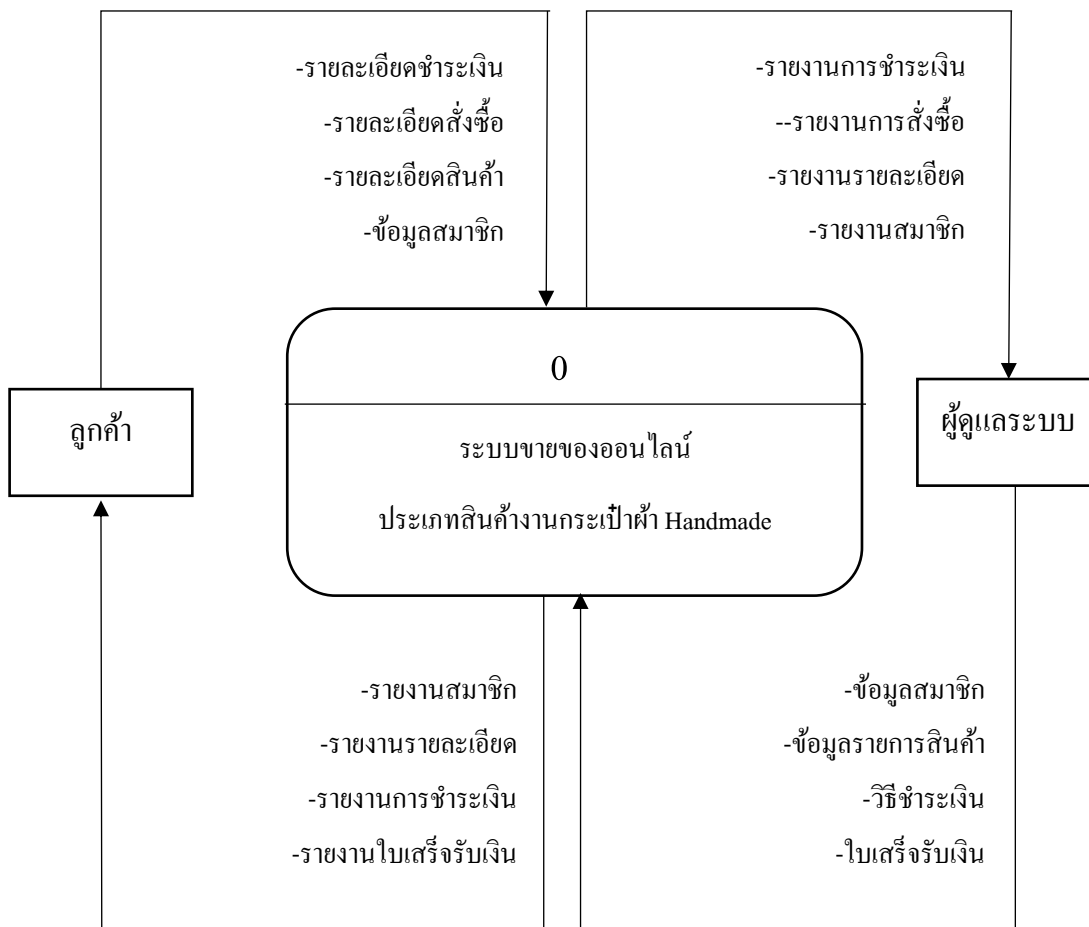 -รายละเอียดชำระเงิน
-รายละเอียดสั่งซื้อ
-รายละเอียดสินค้า
-ข้อมูลสมาชิก
-รายงานการชำระเงิน
--รายงานการสั่งซื้อ
-รายงานรายละเอียด
-รายงานสมาชิก
ลูกค้า
0
ระบบขายของออนไลน์
ประเภทสินค้างานกระเป๋าผ้า Handmade
ผู้ดูแลระบบ
-รายงานสมาชิก
-รายงานรายละเอียด
-รายงานการชำระเงิน
-รายงานใบเสร็จรับเงิน
-ข้อมูลสมาชิก
-ข้อมูลรายการสินค้า
-วิธีชำระเงิน
-ใบเสร็จรับเงิน